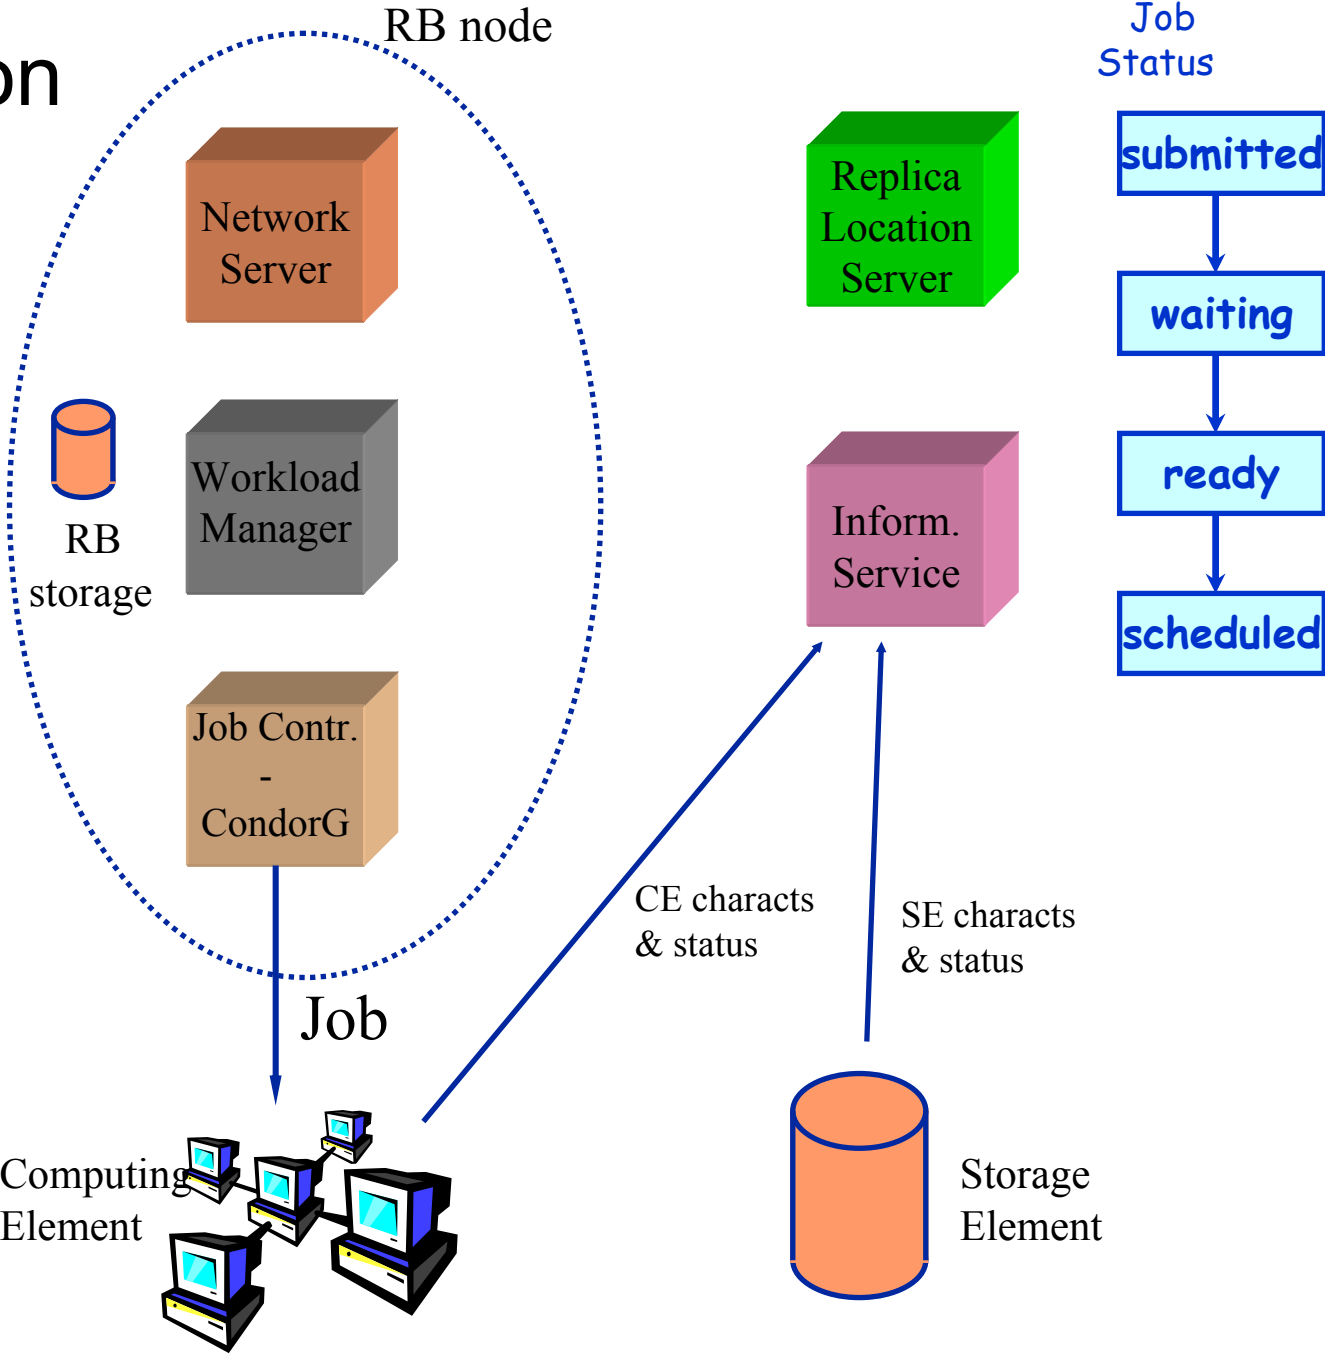 RB node
Job
Status
on
Network
Server
Replica
Location
Server
submitted
waiting
Workload
Manager
RB
storage
Inform.
Service
ready
scheduled
Job Contr.
-
CondorG
CE characts
& status
SE characts
& status
Job
Computing
Element
Storage
Element